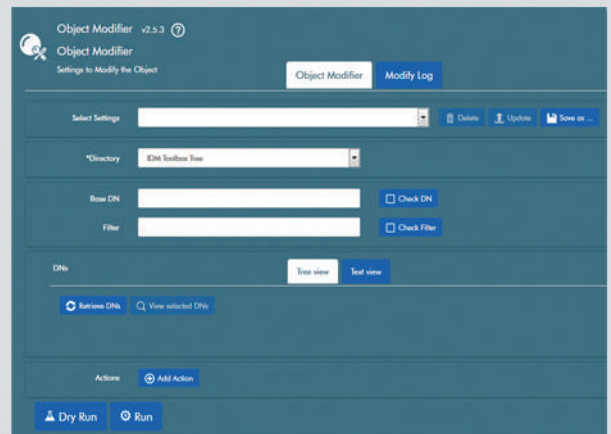 Object Modifier v2.5.3 ?
Object Modifier
Settings to Modify the Object
Object Modifier Modify Log
Select Settings Delete Update Save as ...
*Directory IDM Toolbox Tree
Base DN Check DN
Filter Check Filter
DNs Tree view Text view
Retrieve DNs View selected DNs
Actions Add Action
Dry Run Run